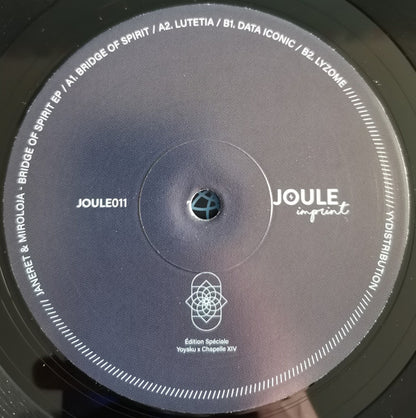 JANERET & MIROLOJA - BRIDGE OF SPIRIT EP / A1. BRIDGE OF SPIRIT / A2. LUTETIA / B1. DATA ICONIC / B2. LYZOME ////////////////////////// YYDISTRIBUTION //////////////////////////
JOULE011
JOULE
imprint
Édition Spéciele
Yoyaku x Chapelle XIV